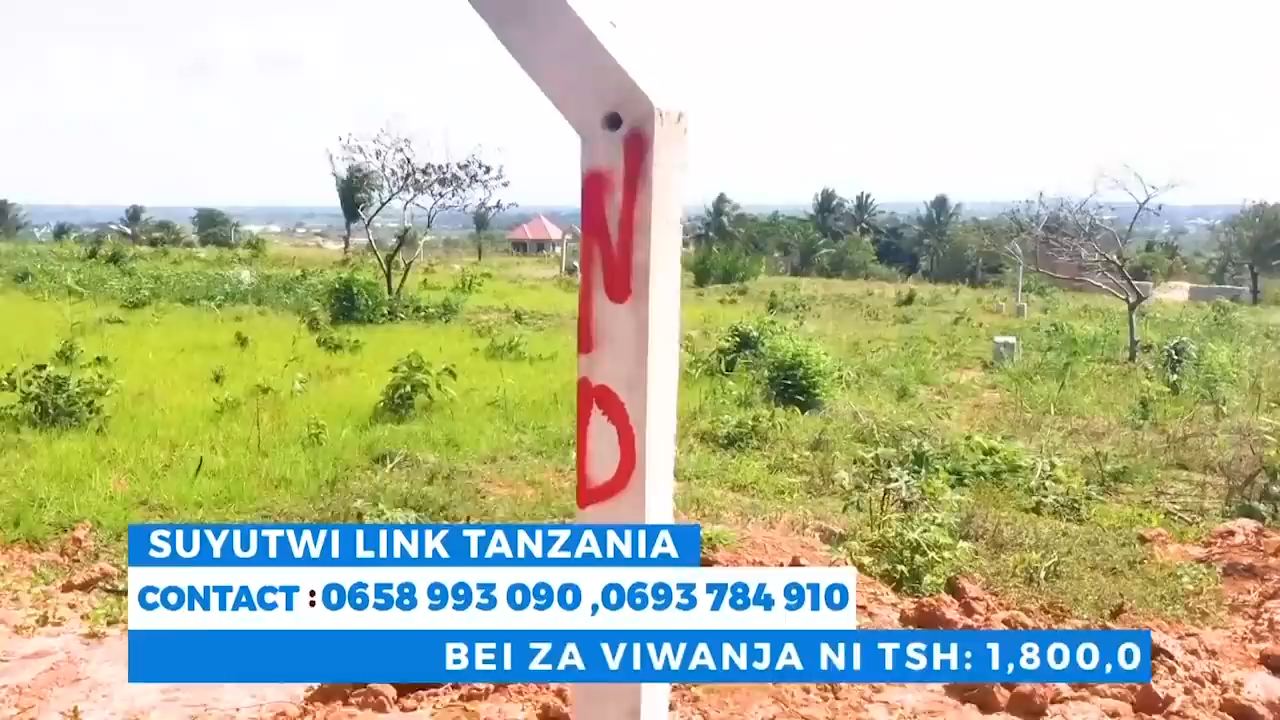 ND
SUYUTWI LINK TANZANIA
CONTACT :0658 993 090 ,0693 784 910
BEI ZA VIWANJA NI TSH: 1,800,0